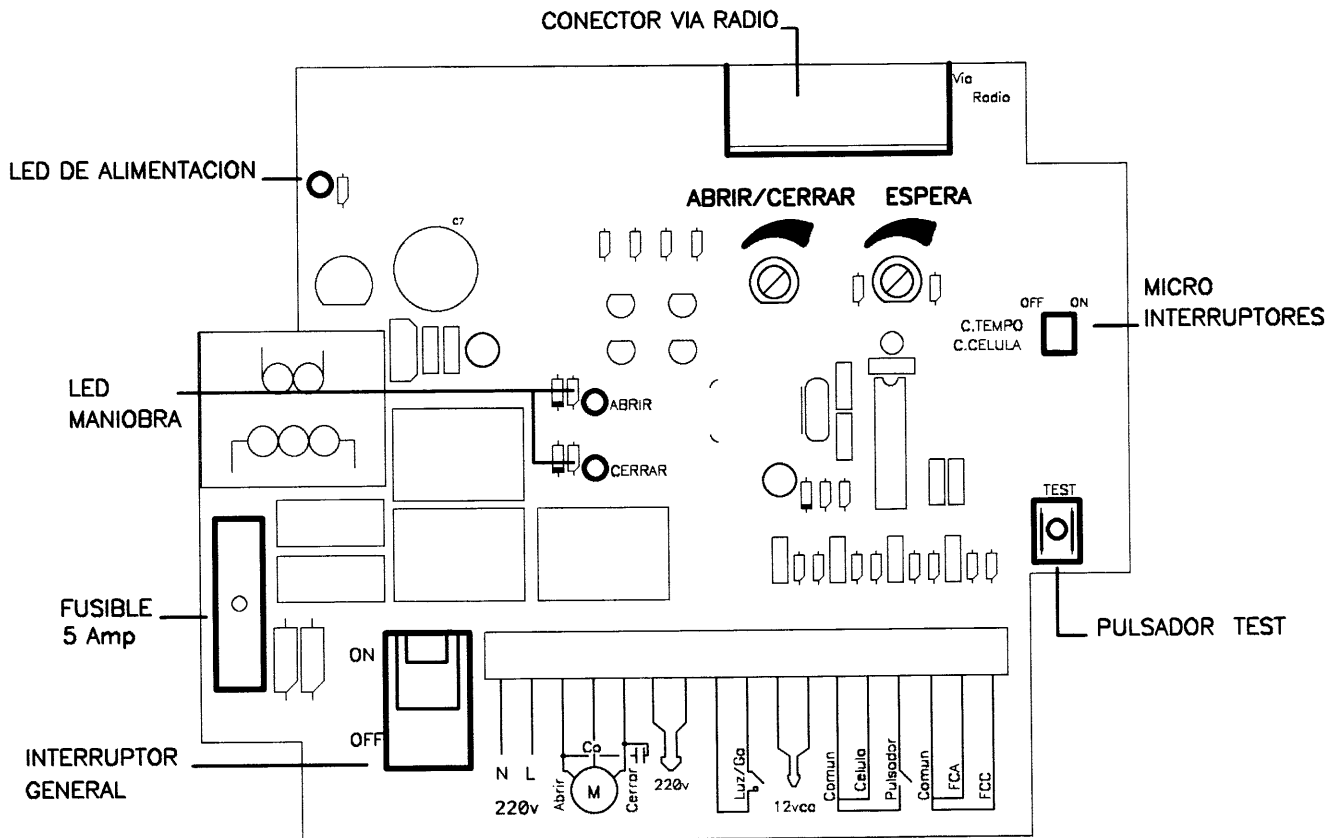 CONECTOR VIA RADIO
Via
Radio
LED DE ALIMENTACION
ABRIR/CERRAR
ESPERA
C7
MICRO
INTERRUPTORES
OFF
ON
C.TEMPO
C.CELULA
LED
MANIOBRA
ABRIR
CERRAR
TEST
FUSIBLE
5 Amp
PULSADOR TEST
ON
OFF
INTERRUPTOR
GENERAL
N
L
220v
Abrir
Co
M
Cerrar
220v
Luz/Ga
12vca
Comun
Celula
Pulsador
Comun
FCA
FCC